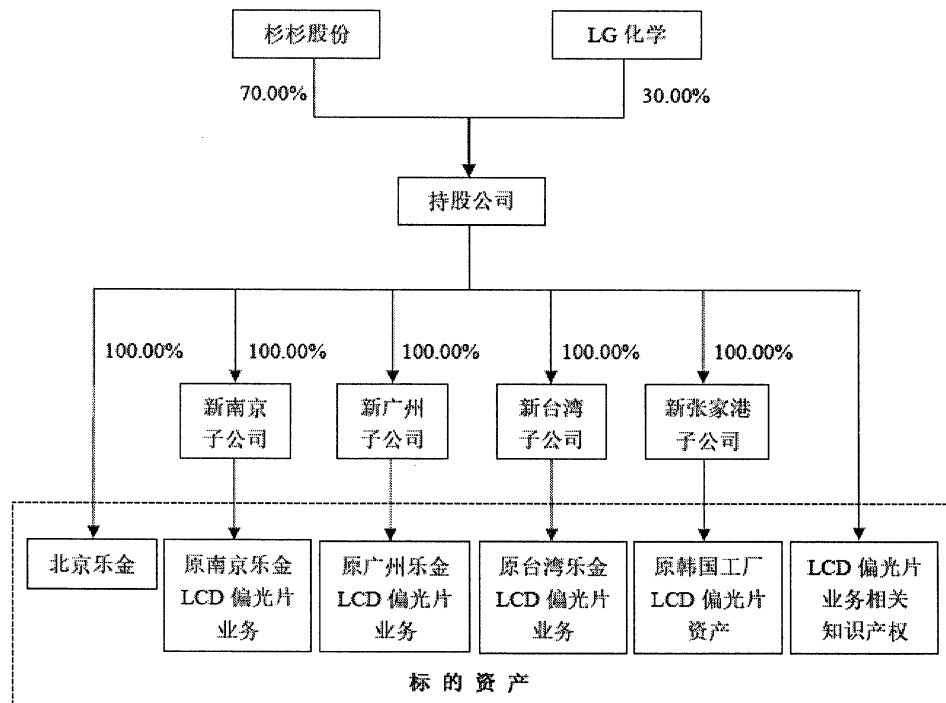 杉杉股份
LG 化学
70.00%
30.00%
持股公司
100.00%
100.00%
100.00%
100.00%
100.00%
新南京
子公司
新广州
子公司
新台湾
子公司
新张家港
子公司
北京乐金
原南京乐金
LCD 偏光片
业务
原广州乐金
LCD 偏光片
业务
原台湾乐金
LCD 偏光片
业务
原韩国工厂
LCD 偏光片
资产
LCD 偏光片
业务相关
知识产权
标的资产